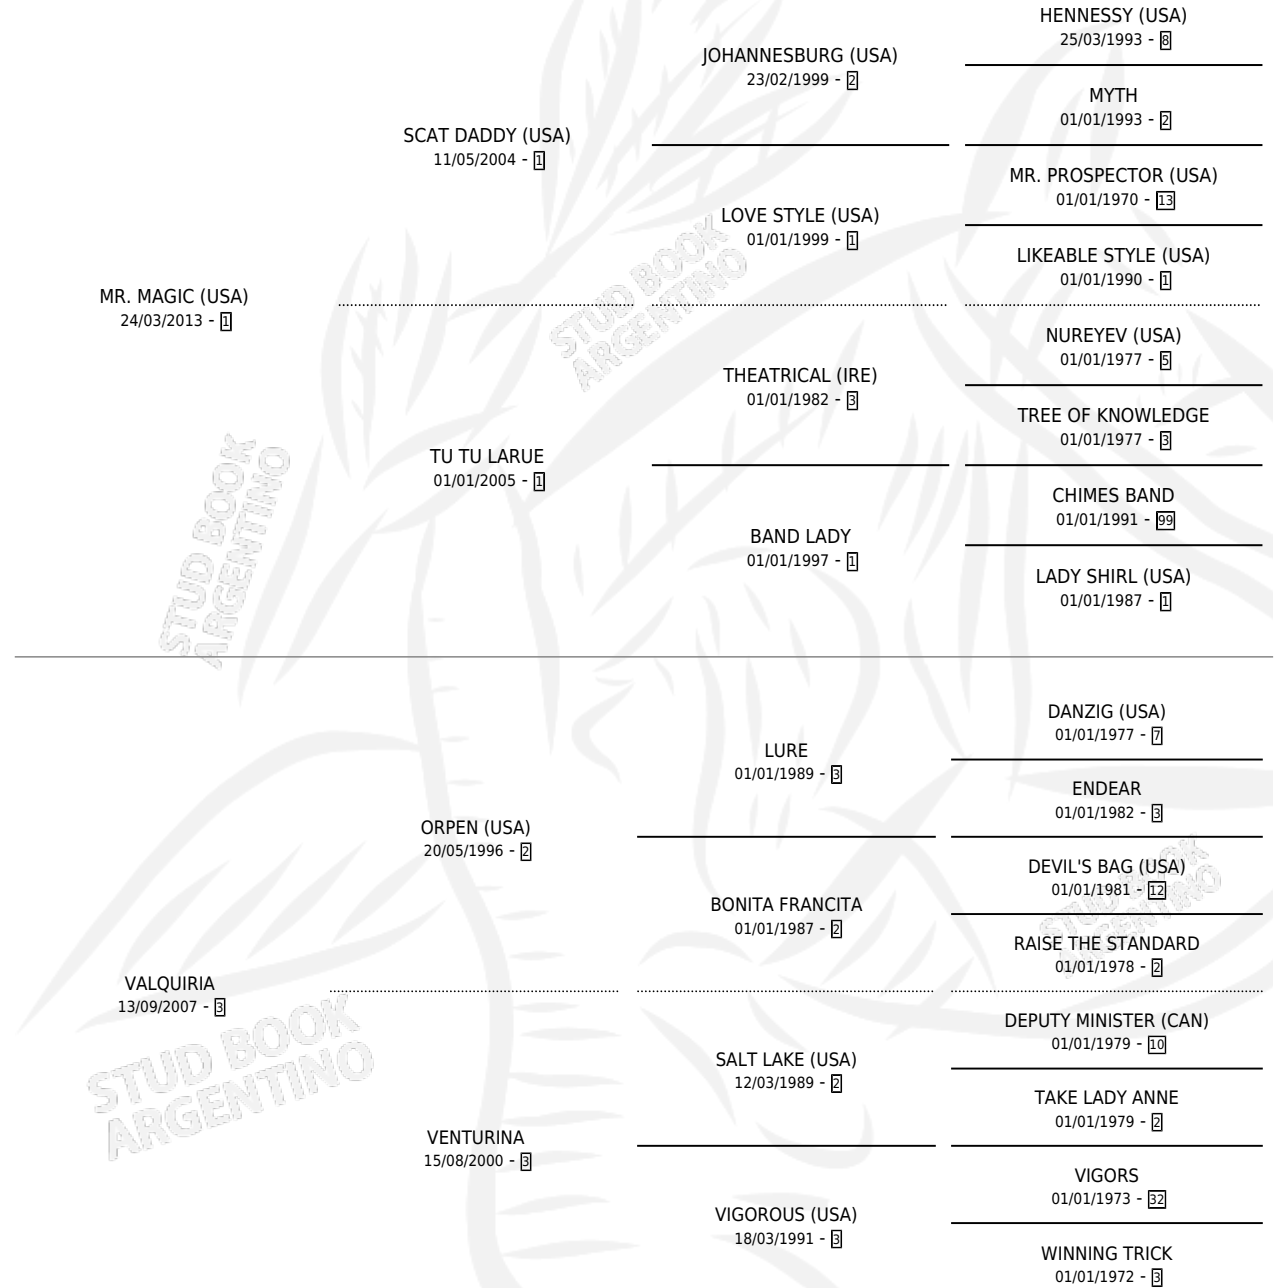 HENNESSY (USA)
25/03/1993 - 8
JOHANNESBURG (USA)
23/02/1999 - 2
MYTH
01/01/1993 - 2
SCAT DADDY (USA)
11/05/2004 - 1
MR. PROSPECTOR (USA)
01/01/1970 - 13
LOVE STYLE (USA)
01/01/1999 - 1
LIKEABLE STYLE (USA)
01/01/1990 - 1
MR. MAGIC (USA)
24/03/2013 - 1
NUREYEV (USA)
01/01/1977 - 5
THEATRICAL (IRE)
01/01/1982 - 3
TREE OF KNOWLEDGE
01/01/1977 - 3
TU TU LARUE
01/01/2005 - 1
CHIMES BAND
01/01/1991 - 99
BAND LADY
01/01/1997 - 1
LADY SHIRL (USA)
01/01/1987 - 1
STUD BOOK
ARGENTINO
STUD BOOK
ARGENTINO
DANZIG (USA)
01/01/1977 - 7
LURE
01/01/1989 - 3
ENDEAR
01/01/1982 - 3
ORPEN (USA)
20/05/1996 - 2
DEVIL'S BAG (USA)
01/01/1981 - 12
BONITA FRANCITA
01/01/1987 - 2
RAISE THE STANDARD
01/01/1978 - 2
VALQUIRIA
13/09/2007 - 3
DEPUTY MINISTER (CAN)
01/01/1979 - 10
SALT LAKE (USA)
12/03/1989 - 2
TAKE LADY ANNE
01/01/1979 - 2
VENTURINA
15/08/2000 - 3
VIGORS
01/01/1973 - 32
VIGOROUS (USA)
18/03/1991 - 3
WINNING TRICK
01/01/1972 - 3
STUD BOOK
ARGENTINO
STUD BOOK
ARGENTINO